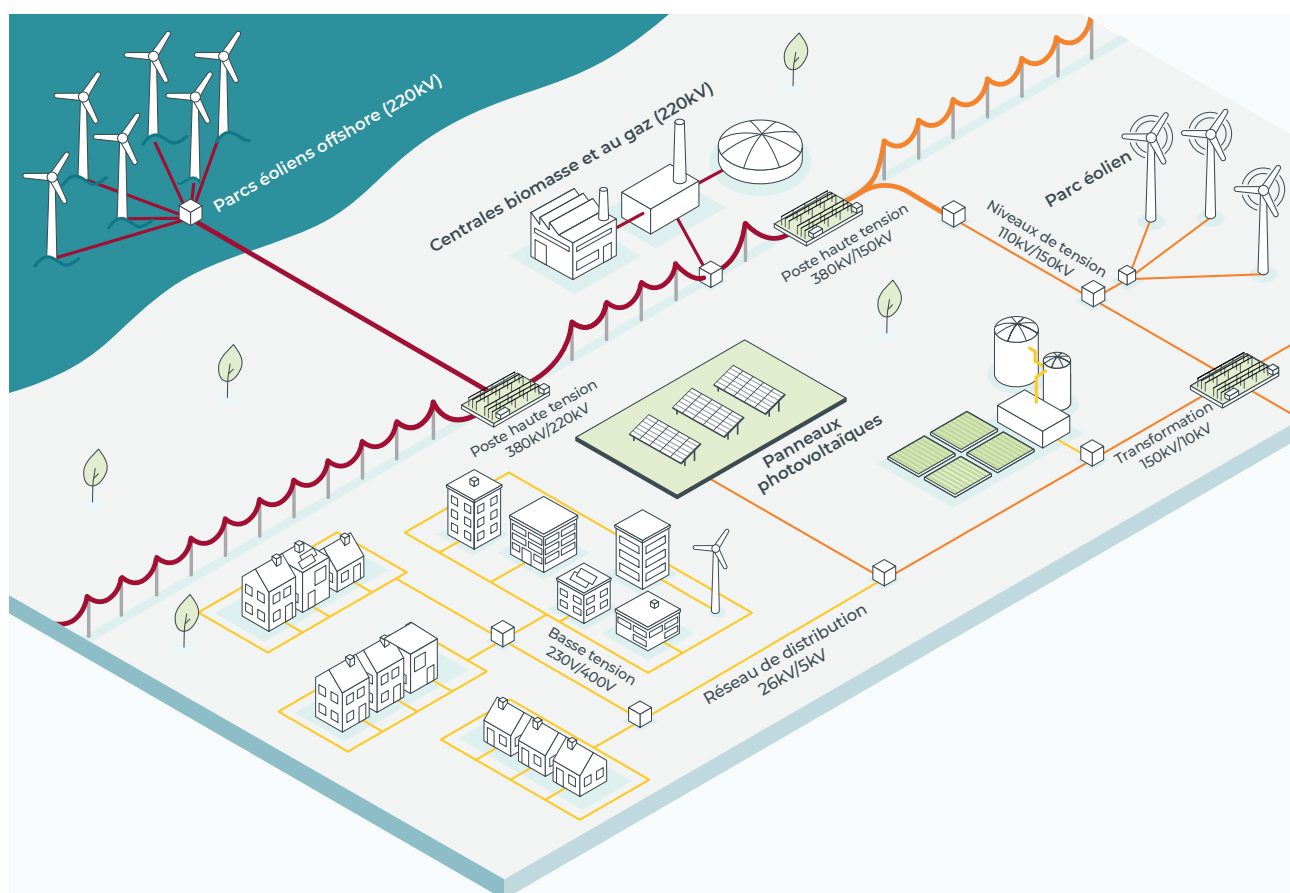 Parcs éoliens offshore (220kV)
Centrales biomasse et au gaz (220kV)
Parc éolien
Poste haute tension
380kV/150kV
Niveaux de tension
110kV/150kV
Poste haute tension
380kV/220kV
Panneaux
photovoltaïques
Transformation
150kV/10kV
Basse tension
230V/400V
Réseau de distribution
26kV/5kV